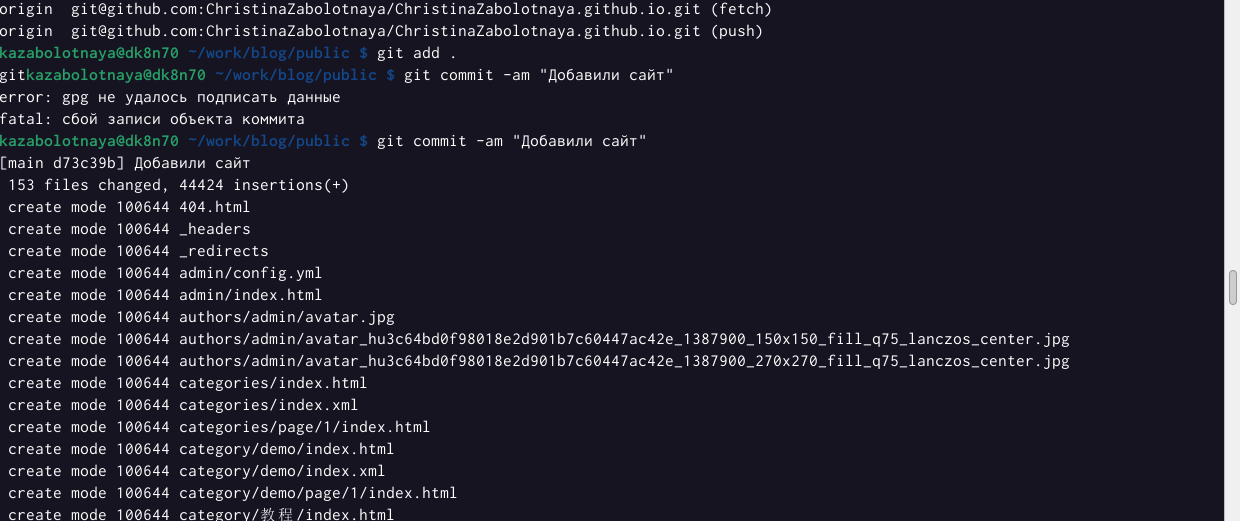 origin  git@github.com:ChristinaZabolotnaya/ChristinaZabolotnaya.github.io.git (fetch)
origin  git@github.com:ChristinaZabolotnaya/ChristinaZabolotnaya.github.io.git (push)
kazabolotnaya@dk8n70 ~/work/blog/public $ git add .
gitkazabolotnaya@dk8n70 ~/work/blog/public $ git commit -am "Добавили сайт"
error: gpg не удалось подписать данные
fatal: сбой записи объекта коммита
kazabolotnaya@dk8n70 ~/work/blog/public $ git commit -am "Добавили сайт"
[main d73c39b] Добавили сайт
 153 files changed, 44424 insertions(+)
 create mode 100644 404.html
 create mode 100644 _headers
 create mode 100644 _redirects
 create mode 100644 admin/config.yml
 create mode 100644 admin/index.html
 create mode 100644 authors/admin/avatar.jpg
 create mode 100644 authors/admin/avatar_hu3c64bd0f98018e2d901b7c60447ac42e_1387900_150x150_fill_q75_lanczos_center.jpg
 create mode 100644 authors/admin/avatar_hu3c64bd0f98018e2d901b7c60447ac42e_1387900_270x270_fill_q75_lanczos_center.jpg
 create mode 100644 categories/index.html
 create mode 100644 categories/index.xml
 create mode 100644 categories/page/1/index.html
 create mode 100644 category/demo/index.html
 create mode 100644 category/demo/index.xml
 create mode 100644 category/demo/page/1/index.html
 create mode 100644 category/教程/index.html